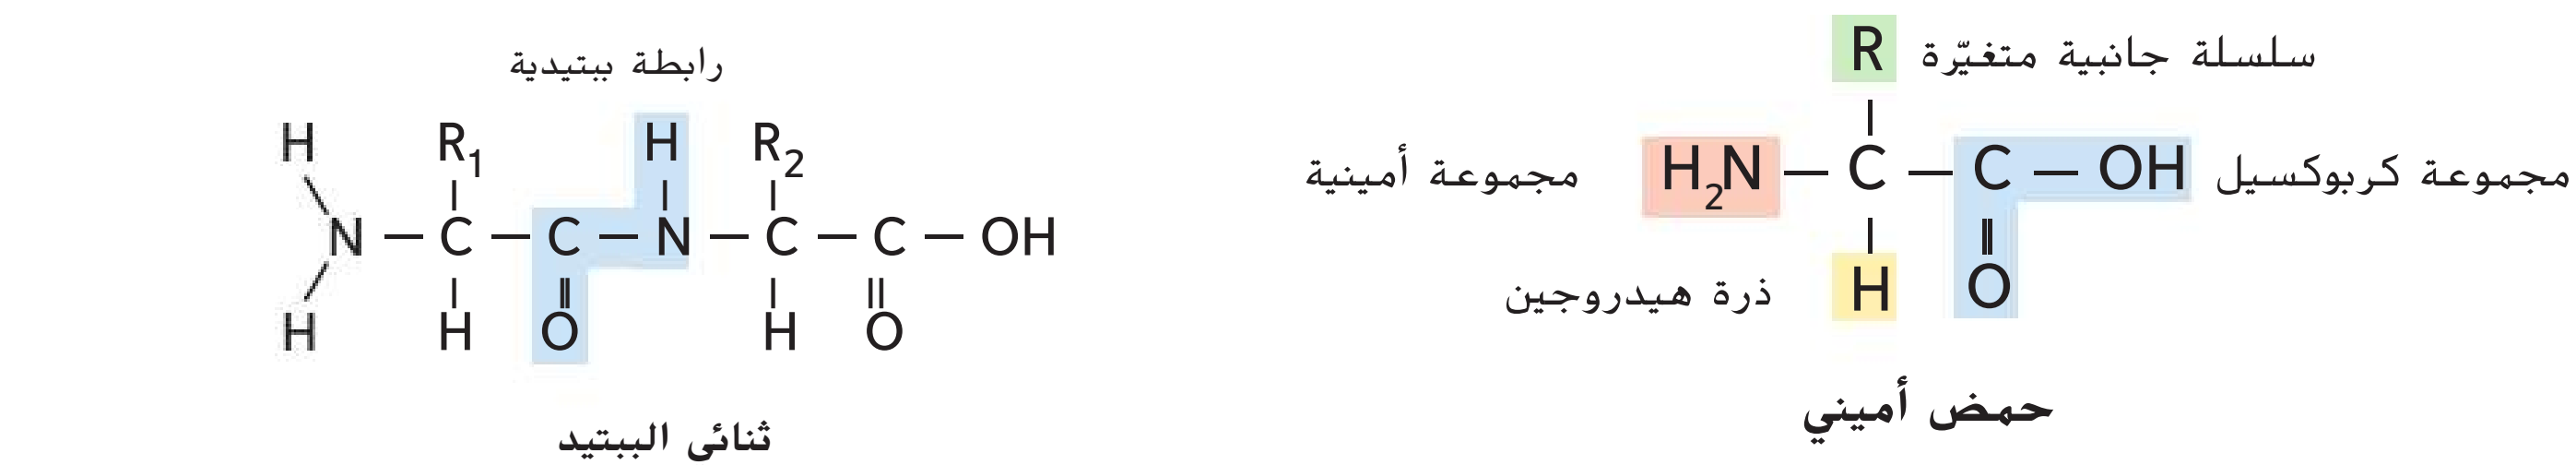 سلسلة جانبية متغيّرة R
مجموعة أمينية H₂N — C — C — OH مجموعة كربوكسيل
ذرة هيدروجين H O
حمض أميني
رابطة ببتيدية
H R₁ H R₂
N — C — C — N — C — C — OH
H H O H O
ثنائى الببتيد